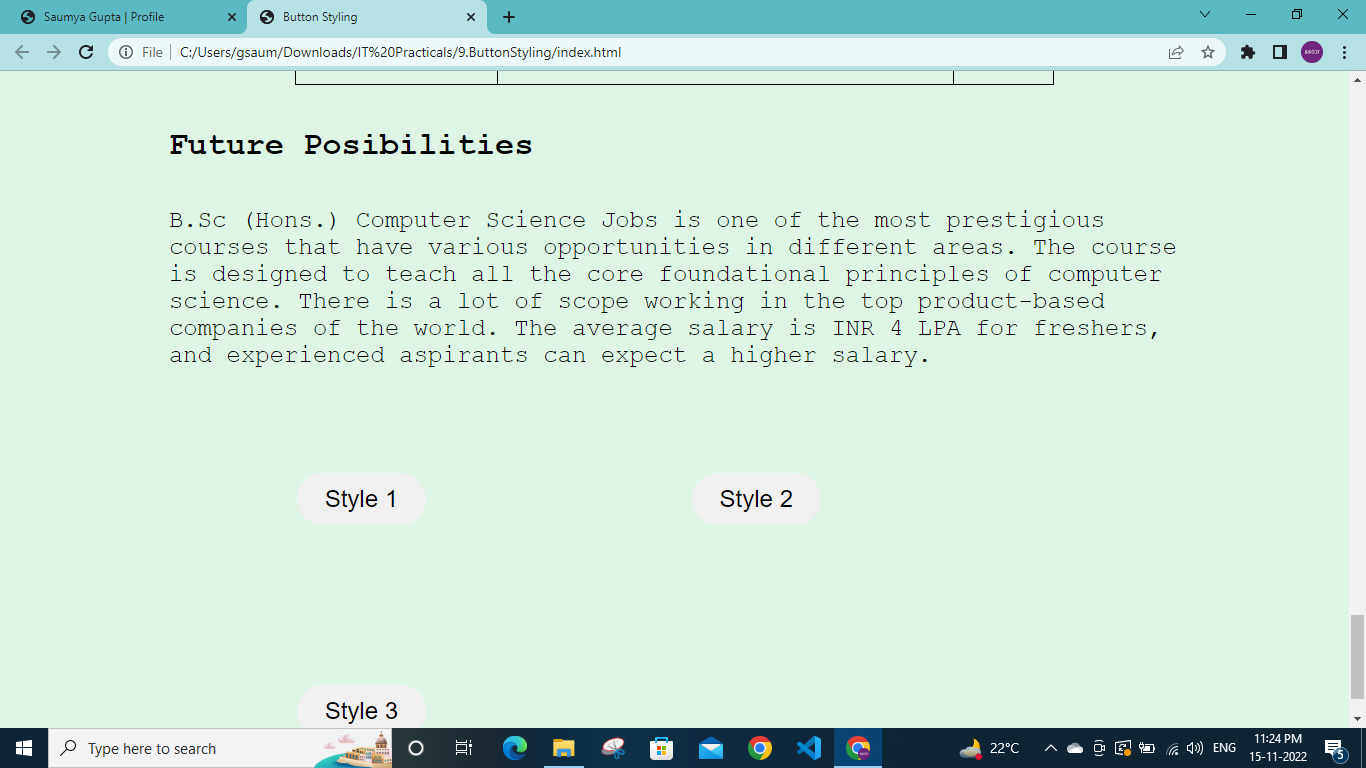 Saumya Gupta | Profile
Button Styling
File
C:/Users/gsaum/Downloads/IT%20Practicals/9.ButtonStyling/index.html
Future Posibilities
B.Sc (Hons.) Computer Science Jobs is one of the most prestigious
courses that have various opportunities in different areas. The course
is designed to teach all the core foundational principles of computer
science. There is a lot of scope working in the top product-based
companies of the world. The average salary is INR 4 LPA for freshers,
and experienced aspirants can expect a higher salary.
Style 1
Style 2
Style 3
Type here to search
22°C
ENG
11:24 PM
15-11-2022
5